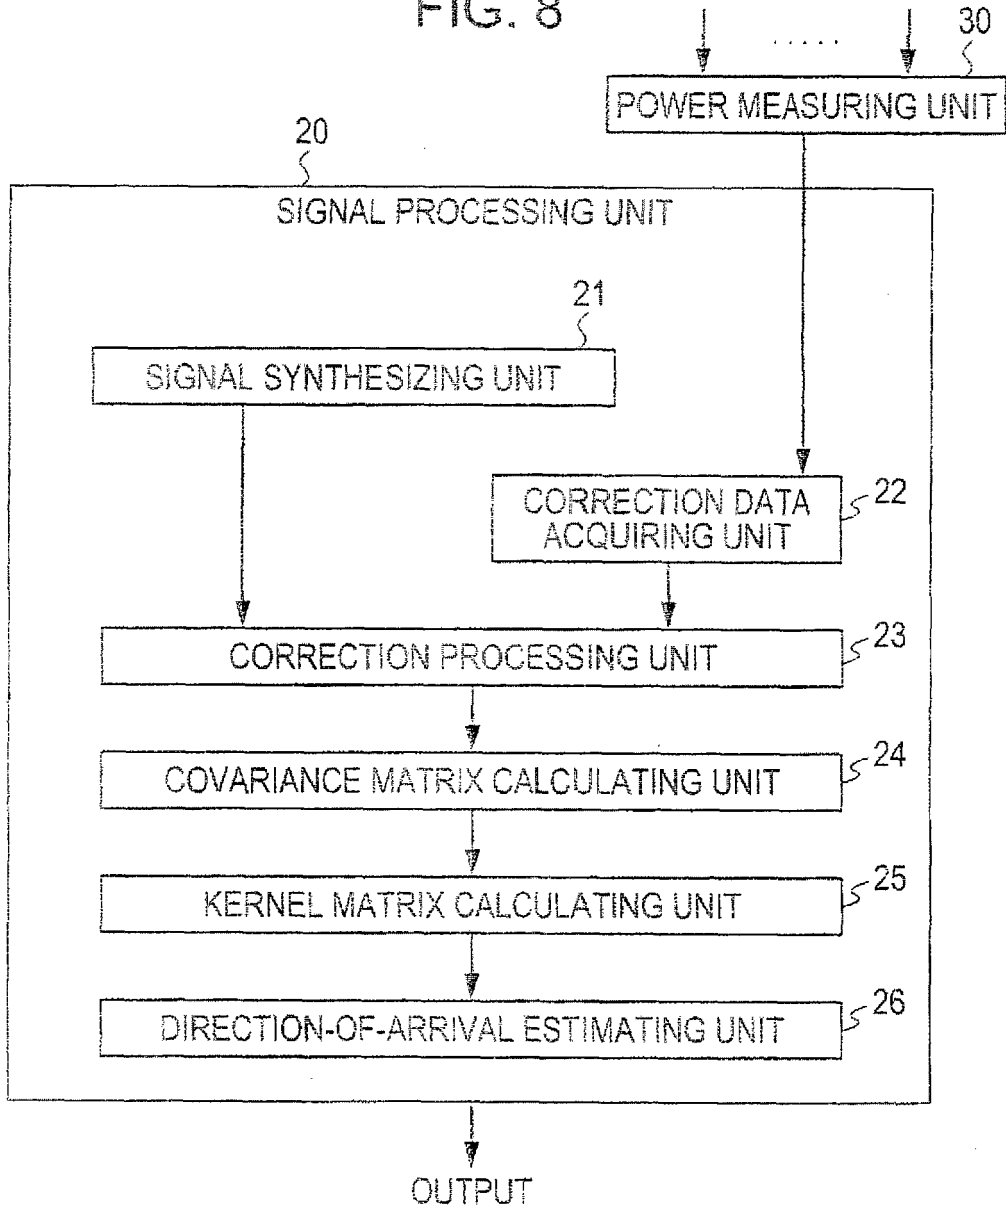 FIG. 8
30
.....
POWER MEASURING UNIT
20
SIGNAL PROCESSING UNIT
21
SIGNAL SYNTHESIZING UNIT
22
CORRECTION DATA
ACQUIRING UNIT
23
CORRECTION PROCESSING UNIT
24
COVARIANCE MATRIX CALCULATING UNIT
25
KERNEL MATRIX CALCULATING UNIT
26
DIRECTION-OF-ARRIVAL ESTIMATING UNIT
OUTPUT